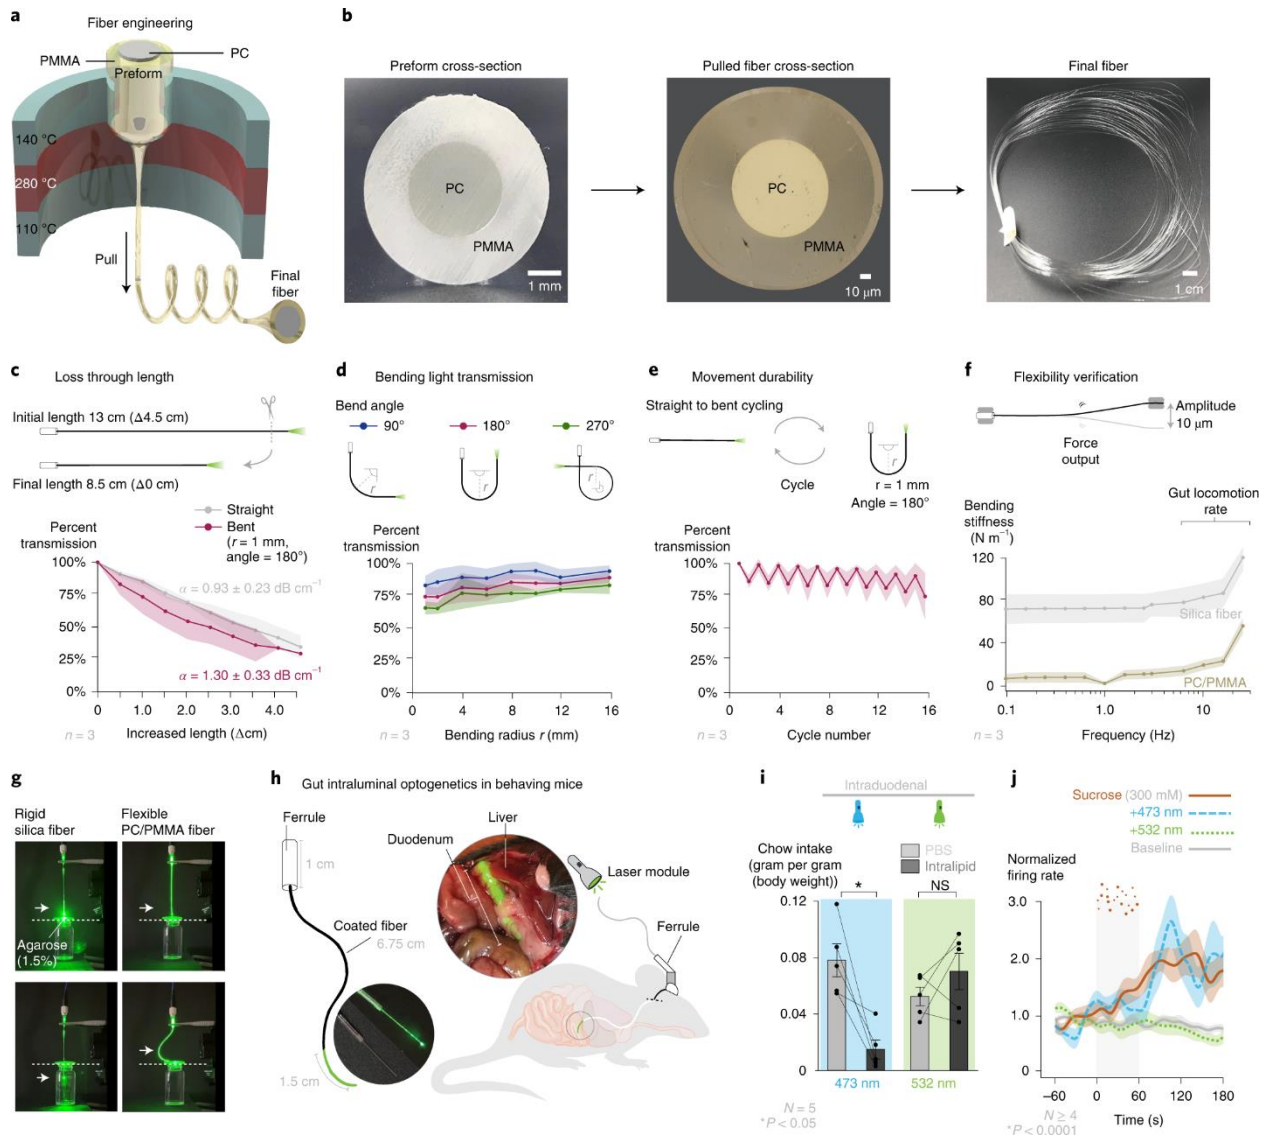 a
Fiber engineering
PC
PMMA
Preform
140 °C
280 °C
110 °C
Pull
Final
fiber
b
Preform cross-section
PC
PMMA
1 mm
Pulled fiber cross-section
PC
PMMA
10 μm
Final fiber
1 cm
c
Loss through length
Initial length 13 cm (Δ4.5 cm)
Final length 8.5 cm (Δ0 cm)
Straight
Bent
(r = 1 mm,
angle = 180°)
Percent
transmission
100%
75%
50%
25%
0%
α = 0.93 ± 0.23 dB cm⁻¹
α = 1.30 ± 0.33 dB cm⁻¹
0 1.0 2.0 3.0 4.0
n = 3
Increased length (Δcm)
d
Bending light transmission
Bend angle
90° 180° 270°
r r r
Percent
transmission
100%
75%
50%
25%
0%
0 4 8 12 16
n = 3
Bending radius r (mm)
e
Movement durability
Straight to bent cycling
Cycle
r
r = 1 mm
Angle = 180°
Percent
transmission
100%
75%
50%
25%
0%
0 4 8 12 16
n = 3
Cycle number
f
Flexibility verification
Amplitude
10 μm
Force
output
Gut locomotion
rate
Bending
stiffness
(N m⁻¹)
120
80
40
0
Silica fiber
PC/PMMA
0.1 1.0 10
n = 3
Frequency (Hz)
g
Rigid
silica fiber
Flexible
PC/PMMA fiber
Agarose
(1.5%)
h
Gut intraluminal optogenetics in behaving mice
Ferrule
1 cm
Coated fiber
6.75 cm
1.5 cm
Duodenum
Liver
Laser module
Ferrule
i
Intraduodenal
Chow intake
(gram per gram
(body weight))
PBS
Intralipid
* NS
0.12
0.08
0.04
0
473 nm 532 nm
N = 5
*P < 0.05
j
Sucrose (300 mM)
+473 nm
+532 nm
Baseline
Normalized
firing rate
3.0
2.0
1.0
0
−60 0 60 120 180
N ≥ 4
*P < 0.0001
Time (s)